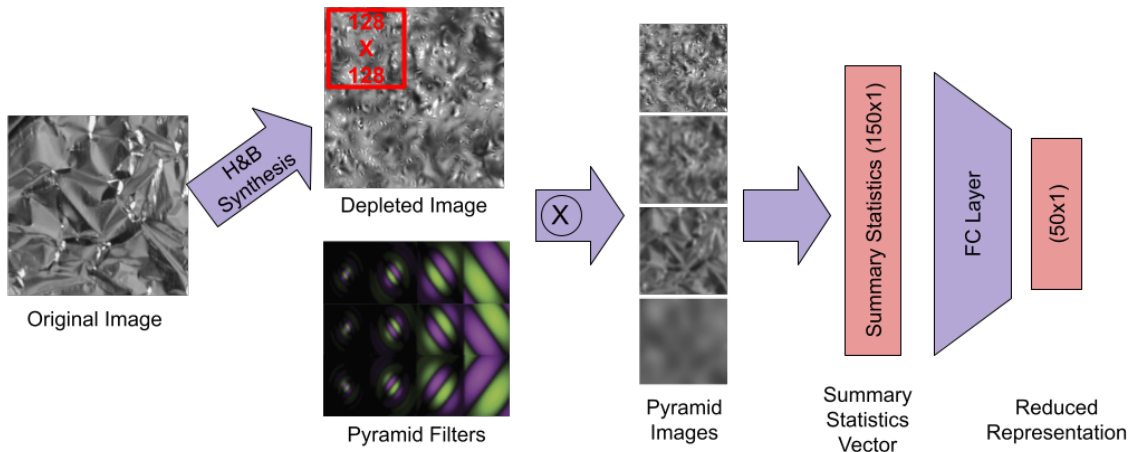 Original Image
H&B
Synthesis
128
X
128
Depleted Image
Pyramid Filters
X
Pyramid
Images
Summary Statistics (150x1)
Summary
Statistics
Vector
FC Layer
(50x1)
Reduced
Representation